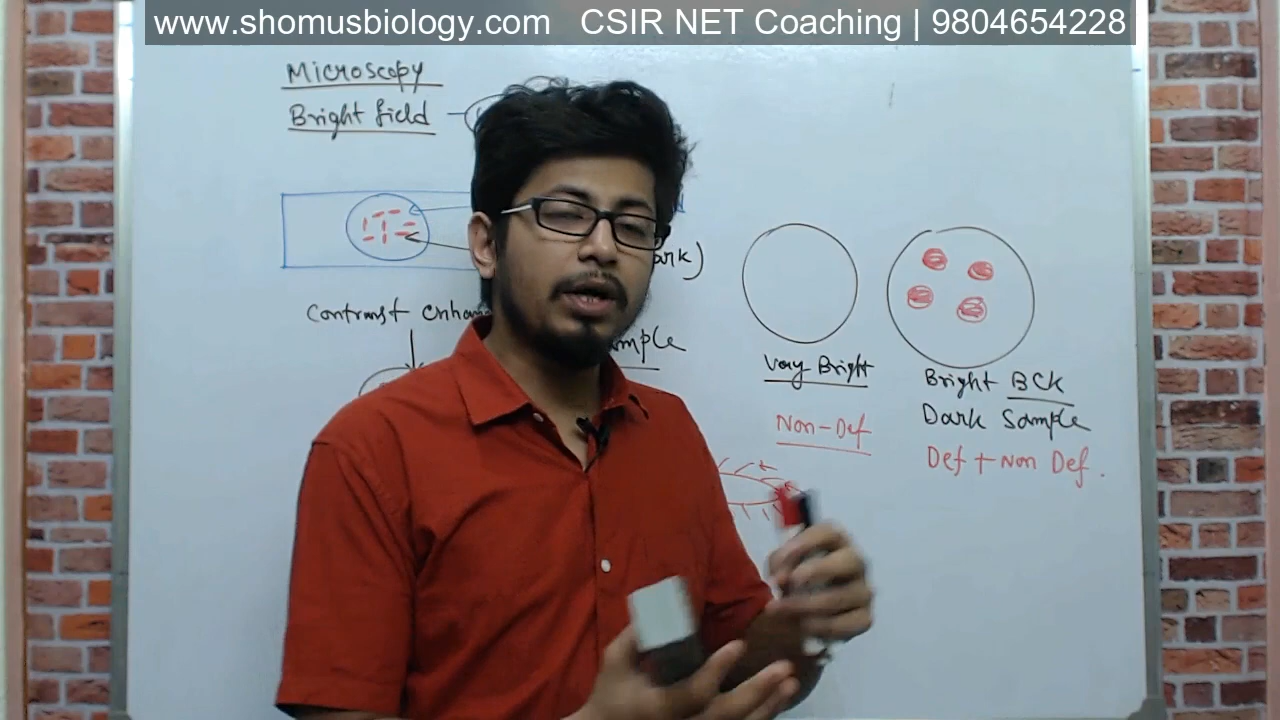 www.shomusbiology.com CSIR NET Coaching | 9804654228
Microscopy
Bright field
Contrast
Very Bright
Non-Def
Bright BCK
Dark Sample
Def + Non Def.